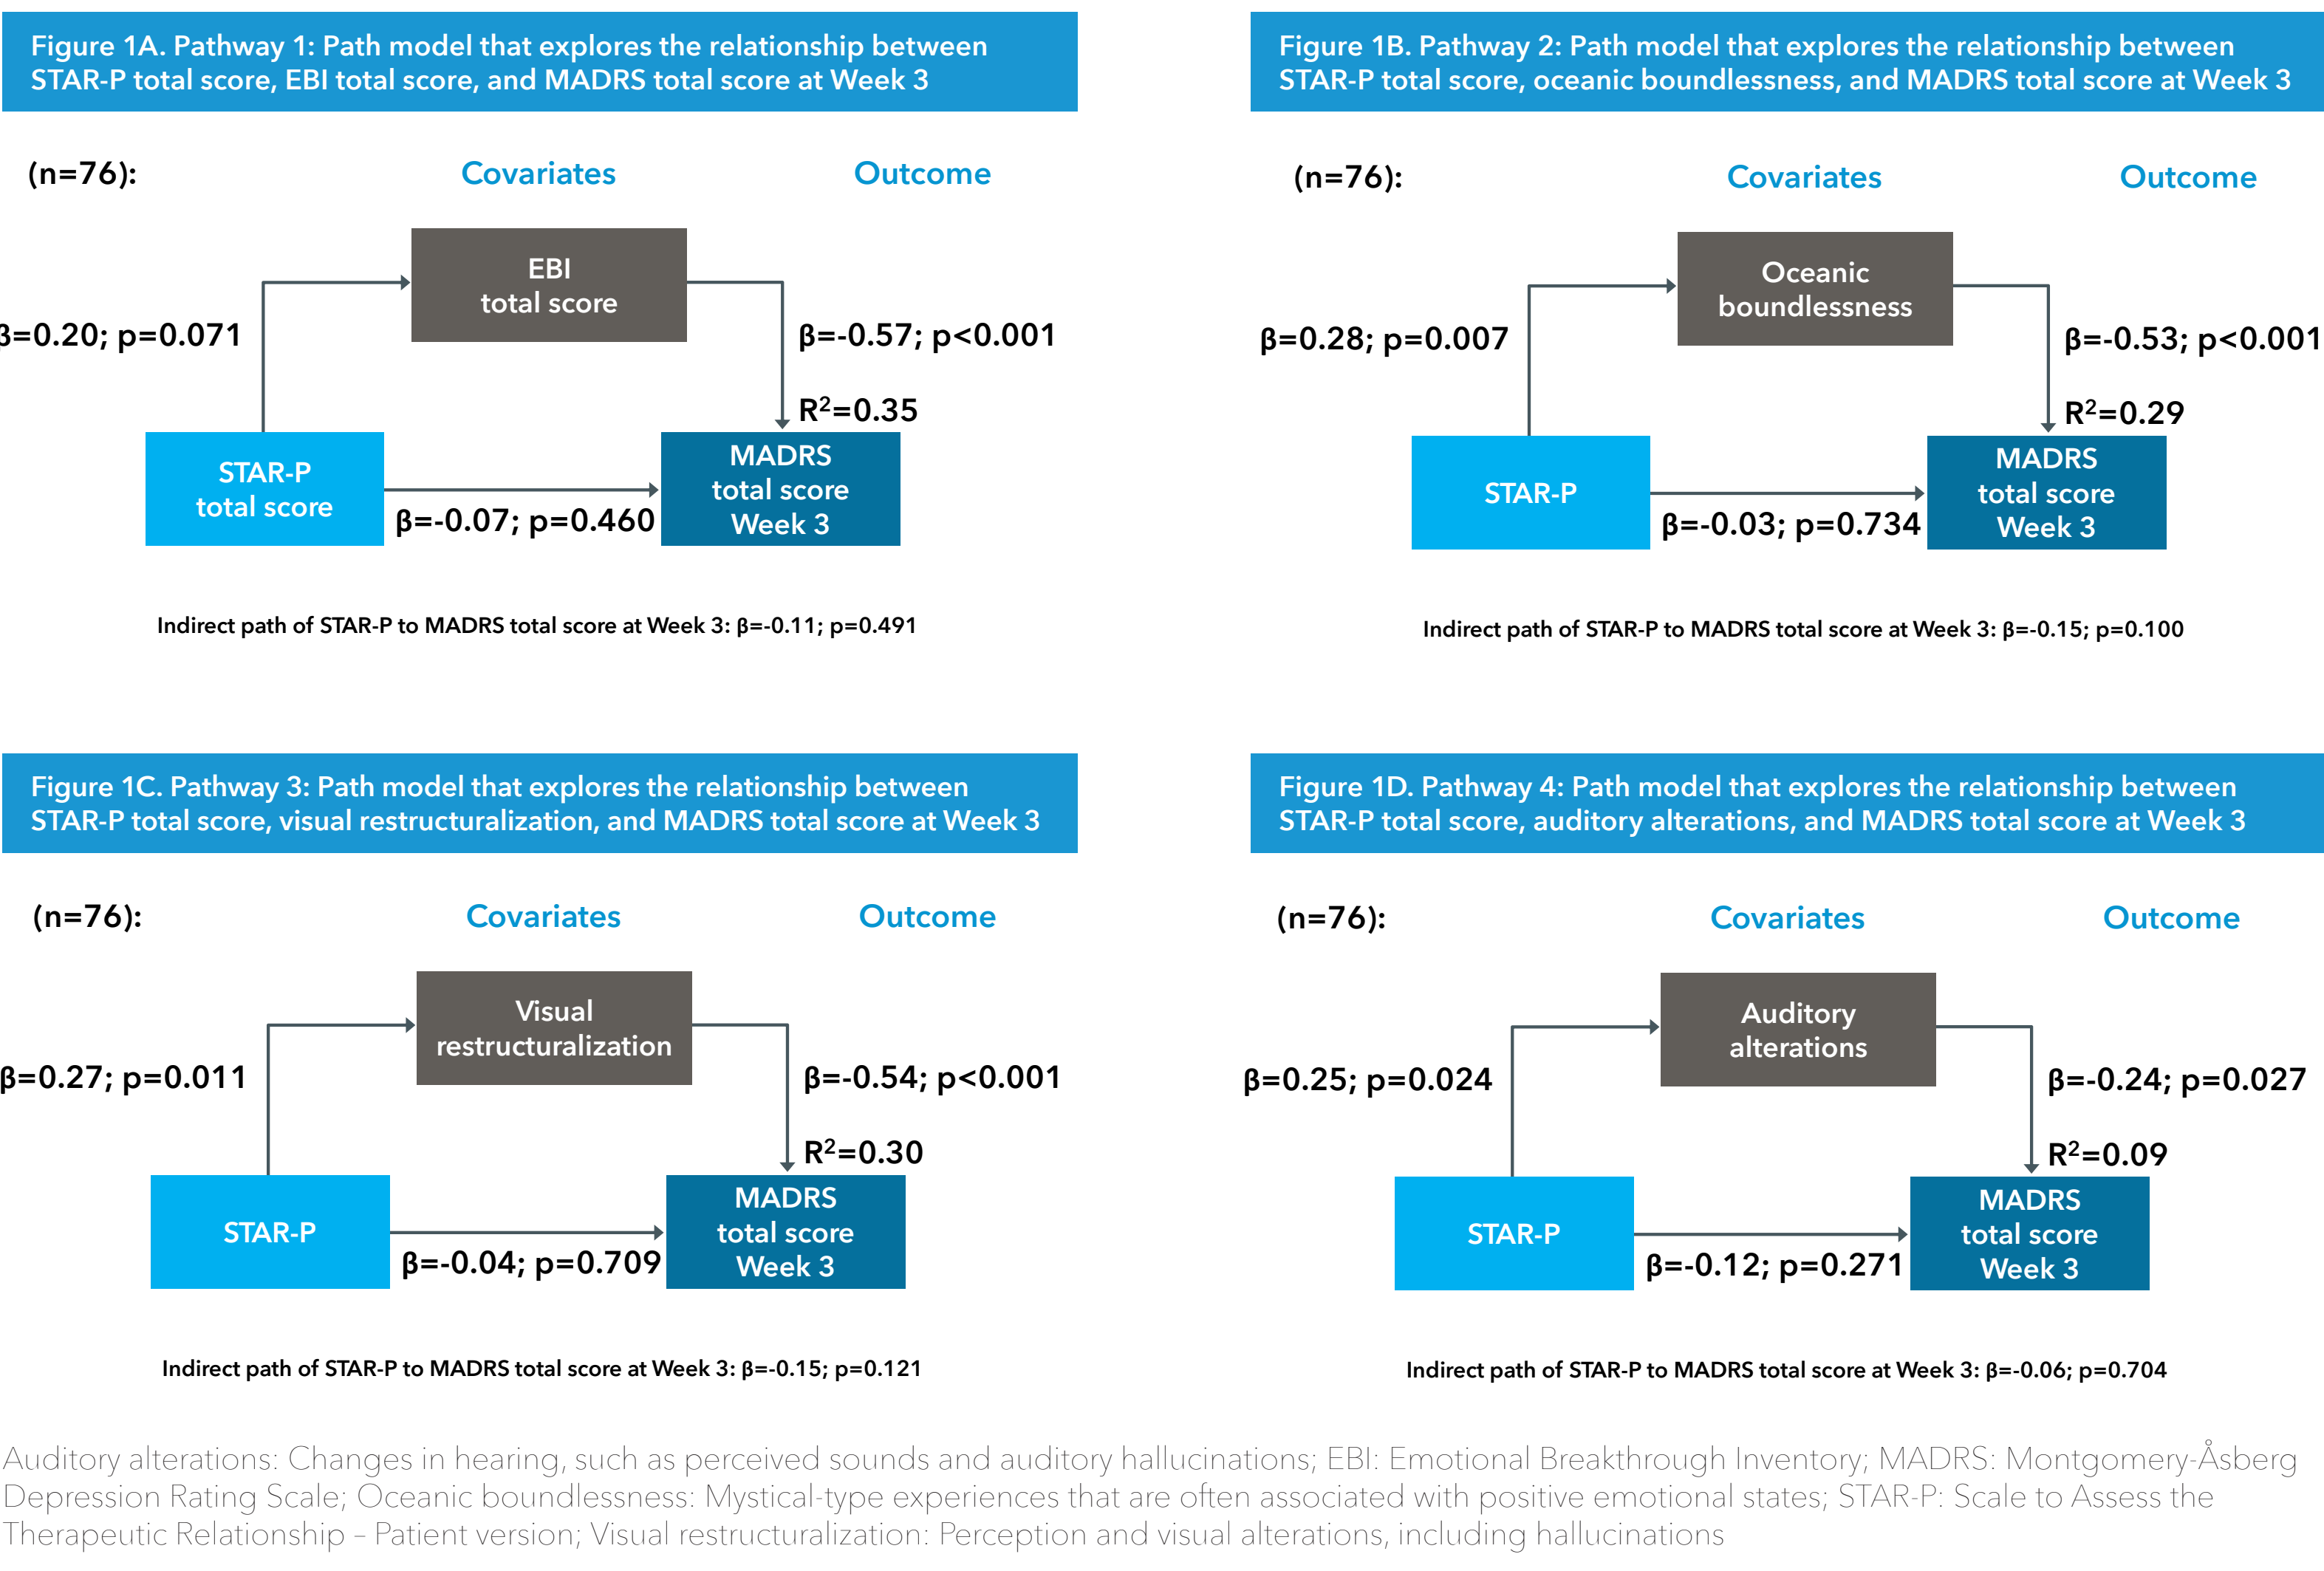 Figure 1A. Pathway 1: Path model that explores the relationship between
STAR-P total score, EBI total score, and MADRS total score at Week 3
(n=76):
Covariates
Outcome
EBI
total score
β=0.20; p=0.071
β=-0.57; p<0.001
R²=0.35
STAR-P
total score
MADRS
total score
Week 3
β=-0.07; p=0.460
Indirect path of STAR-P to MADRS total score at Week 3: β=-0.11; p=0.491
Figure 1B. Pathway 2: Path model that explores the relationship between
STAR-P total score, oceanic boundlessness, and MADRS total score at Week 3
(n=76):
Covariates
Outcome
Oceanic
boundlessness
β=0.28; p=0.007
β=-0.53; p<0.001
R²=0.29
STAR-P
MADRS
total score
Week 3
β=-0.03; p=0.734
Indirect path of STAR-P to MADRS total score at Week 3: β=-0.15; p=0.100
Figure 1C. Pathway 3: Path model that explores the relationship between
STAR-P total score, visual restructuralization, and MADRS total score at Week 3
(n=76):
Covariates
Outcome
Visual
restructuralization
β=0.27; p=0.011
β=-0.54; p<0.001
R²=0.30
STAR-P
MADRS
total score
Week 3
β=-0.04; p=0.709
Indirect path of STAR-P to MADRS total score at Week 3: β=-0.15; p=0.121
Figure 1D. Pathway 4: Path model that explores the relationship between
STAR-P total score, auditory alterations, and MADRS total score at Week 3
(n=76):
Covariates
Outcome
Auditory
alterations
β=0.25; p=0.024
β=-0.24; p=0.027
R²=0.09
STAR-P
MADRS
total score
Week 3
β=-0.12; p=0.271
Indirect path of STAR-P to MADRS total score at Week 3: β=-0.06; p=0.704
Auditory alterations: Changes in hearing, such as perceived sounds and auditory hallucinations; EBI: Emotional Breakthrough Inventory; MADRS: Montgomery-Åsberg
Depression Rating Scale; Oceanic boundlessness: Mystical-type experiences that are often associated with positive emotional states; STAR-P: Scale to Assess the
Therapeutic Relationship – Patient version; Visual restructuralization: Perception and visual alterations, including hallucinations